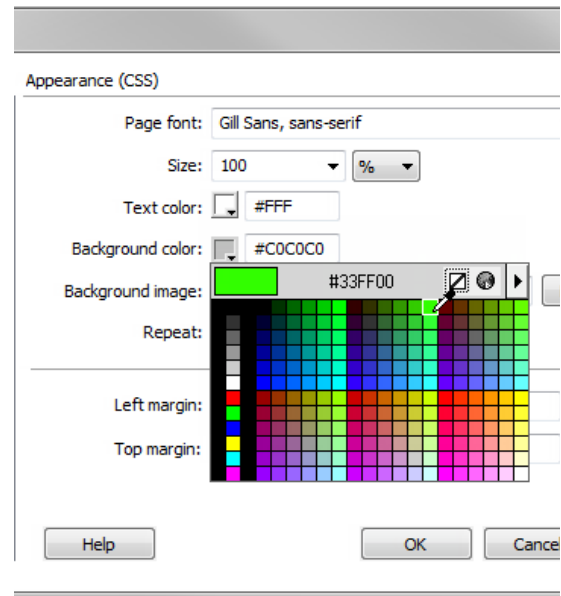 Appearance (CSS)
Page font: Gill Sans, sans-serif
Size: 100 %
Text color: #FFF
Background color: #C0C0C0
#33FF00
Background image:
Repeat:
Left margin:
Top margin:
Help OK Cancel